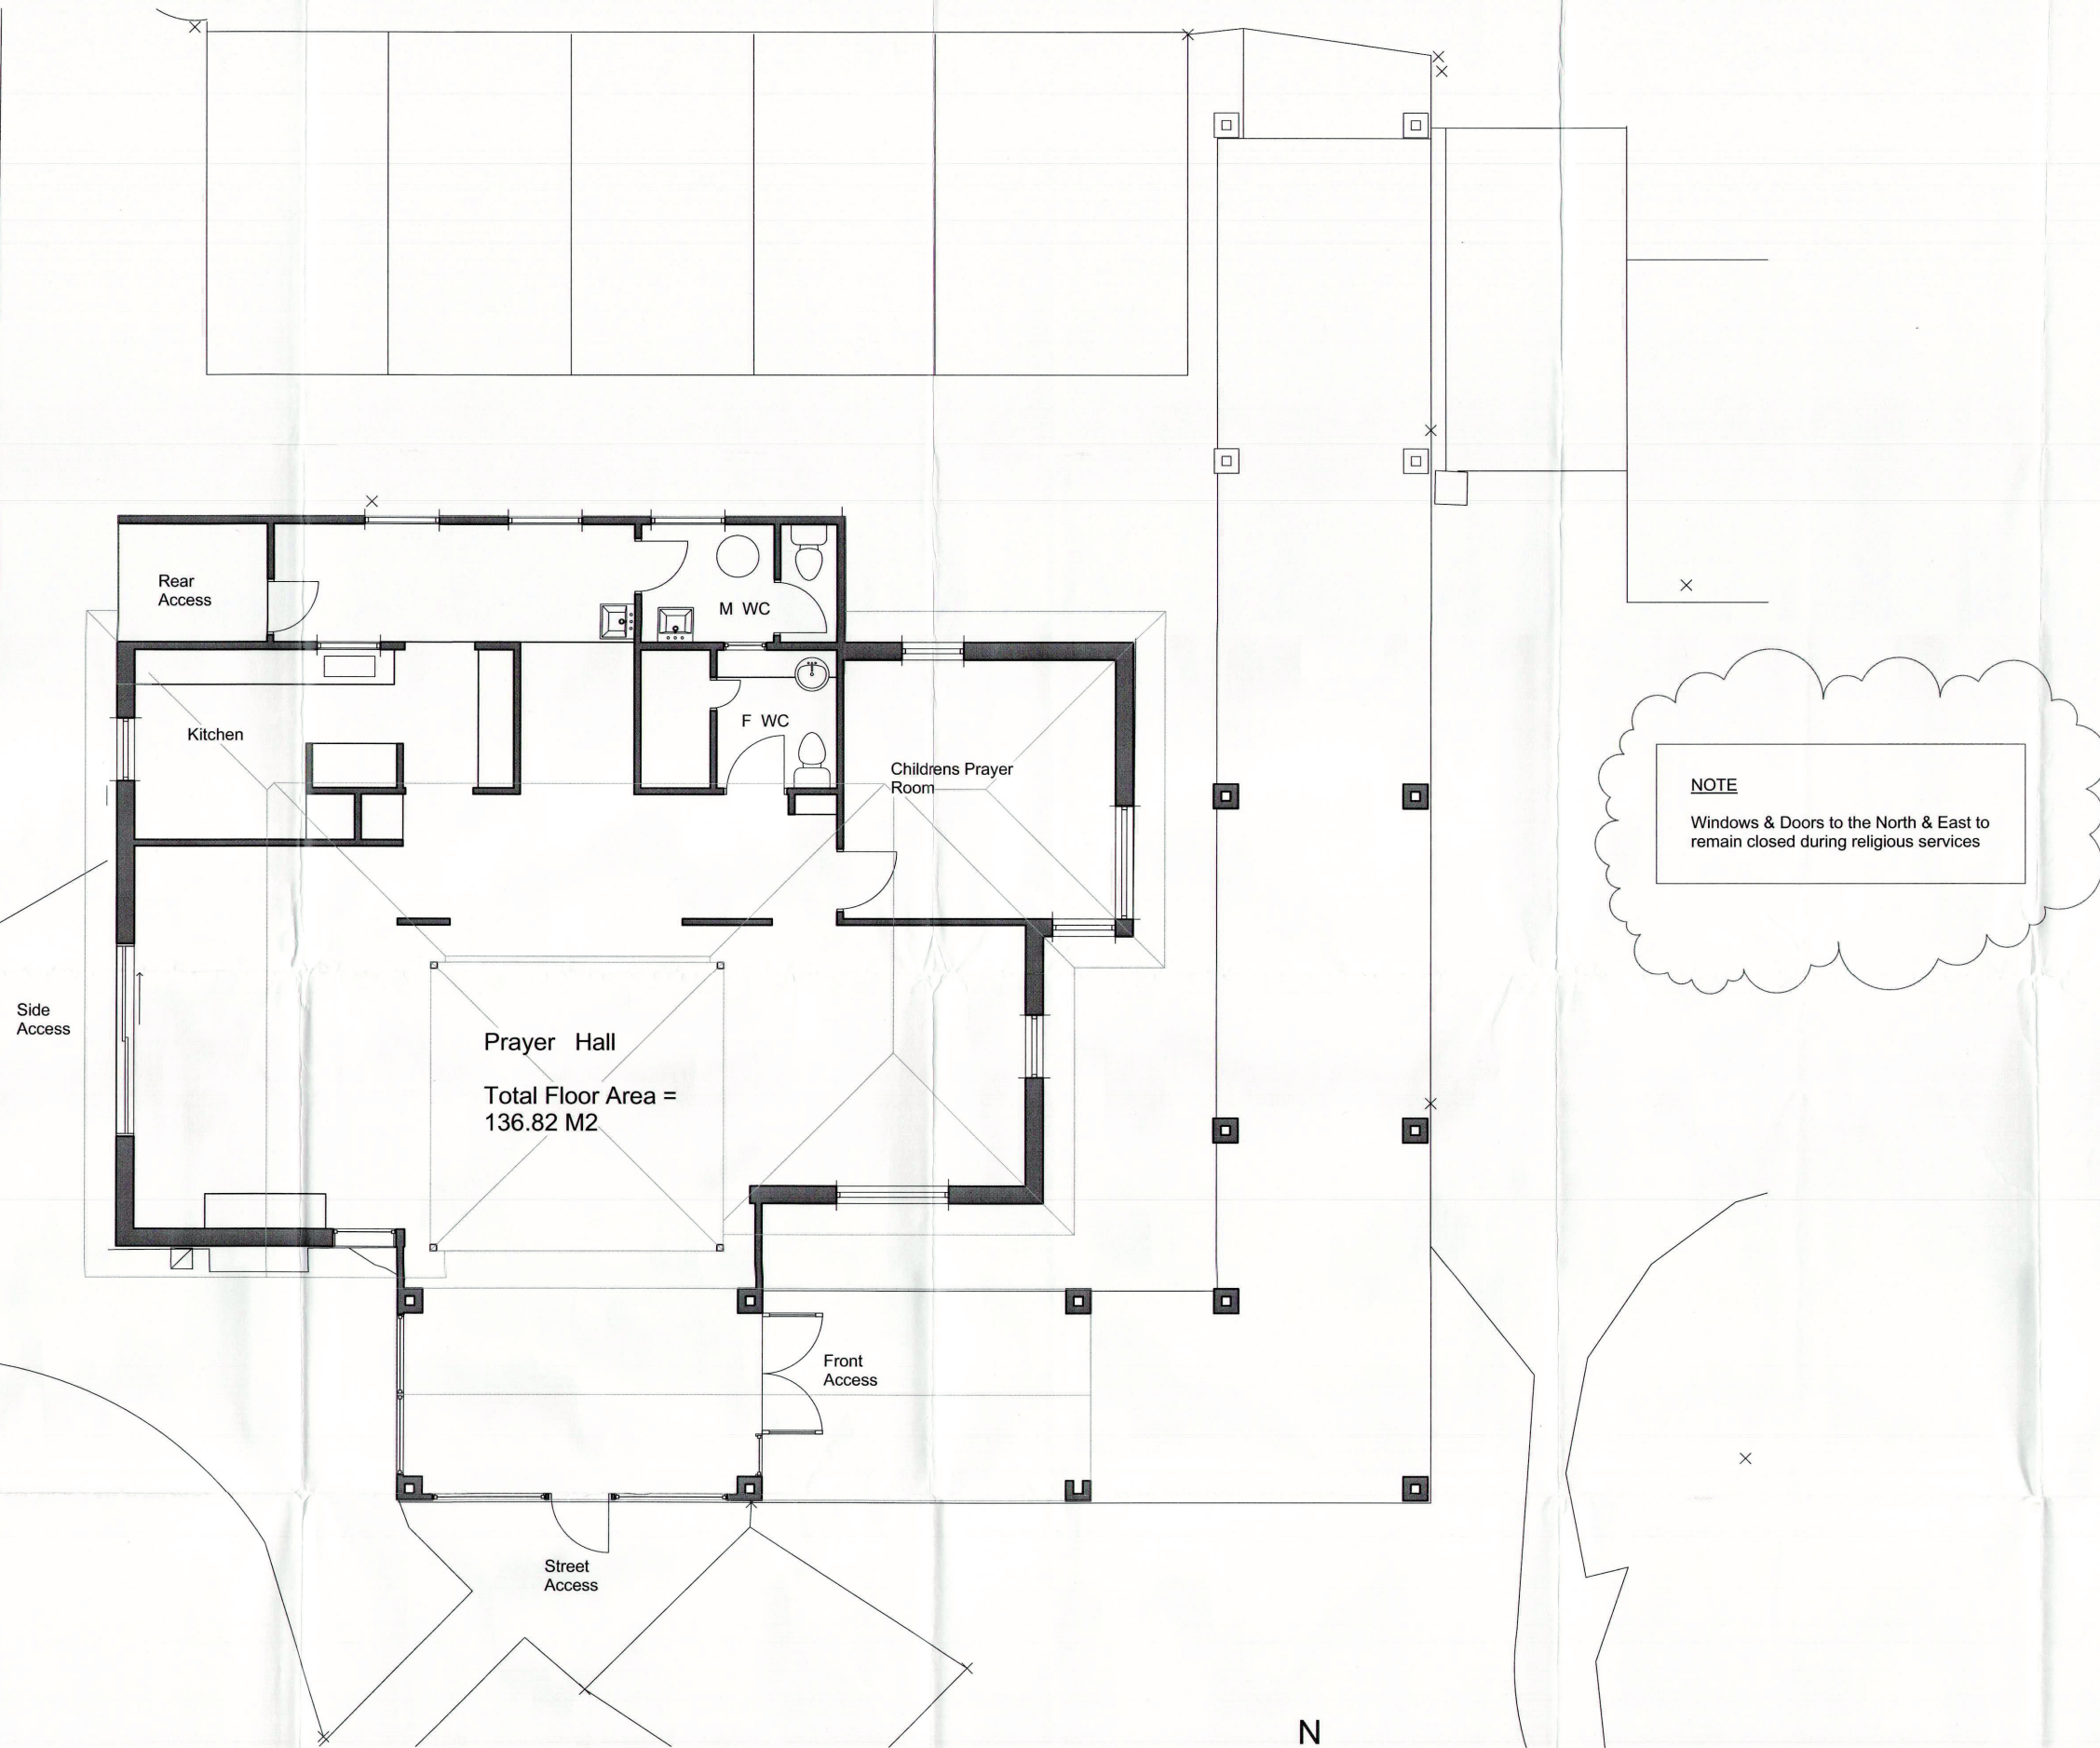 Rear
Access
M WC
Kitchen
F WC
Childrens Prayer
Room
NOTE
Windows & Doors to the North & East to
remain closed during religious services
Side
Access
Prayer Hall
Total Floor Area =
136.82 M2
Front
Access
Street
Access
N